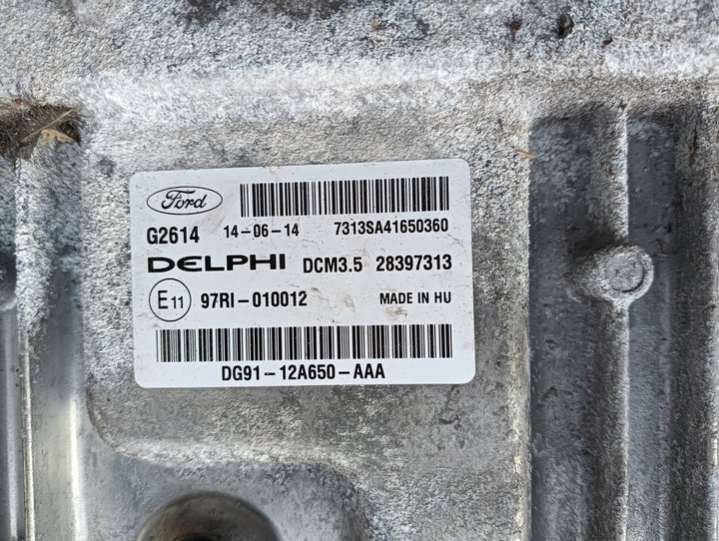 Ford
G2614 14-06-14 7313SA41650360
DELPHI DCM3.5 28397313
E11 97RI-010012 MADE IN HU
DG91-12A650-AAA